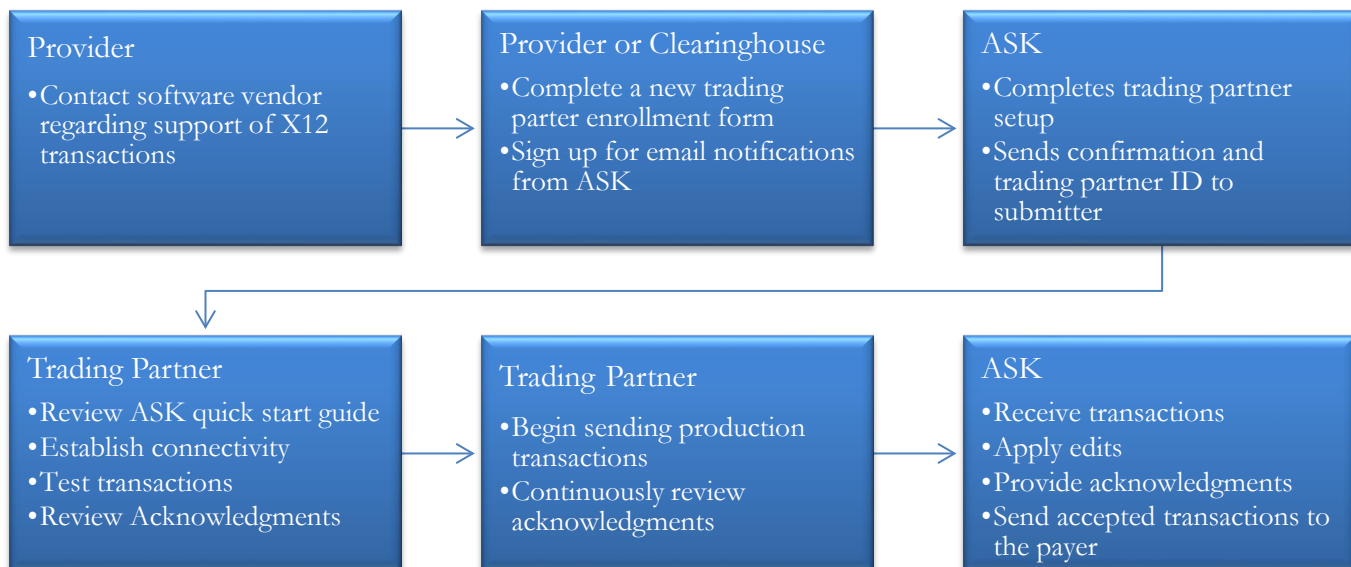 Provider
•Contact software vendor
regarding support of X12
transactions
Provider or Clearinghouse
•Complete a new trading
parter enrollment form
•Sign up for email notifications
from ASK
ASK
•Completes trading partner
setup
•Sends confirmation and
trading partner ID to
submitter
Trading Partner
•Review ASK quick start guide
•Establish connectivity
•Test transactions
•Review Acknowledgments
Trading Partner
•Begin sending production
transactions
•Continuously review
acknowledgments
ASK
•Receive transactions
•Apply edits
•Provide acknowledgments
•Send accepted transactions to
the payer